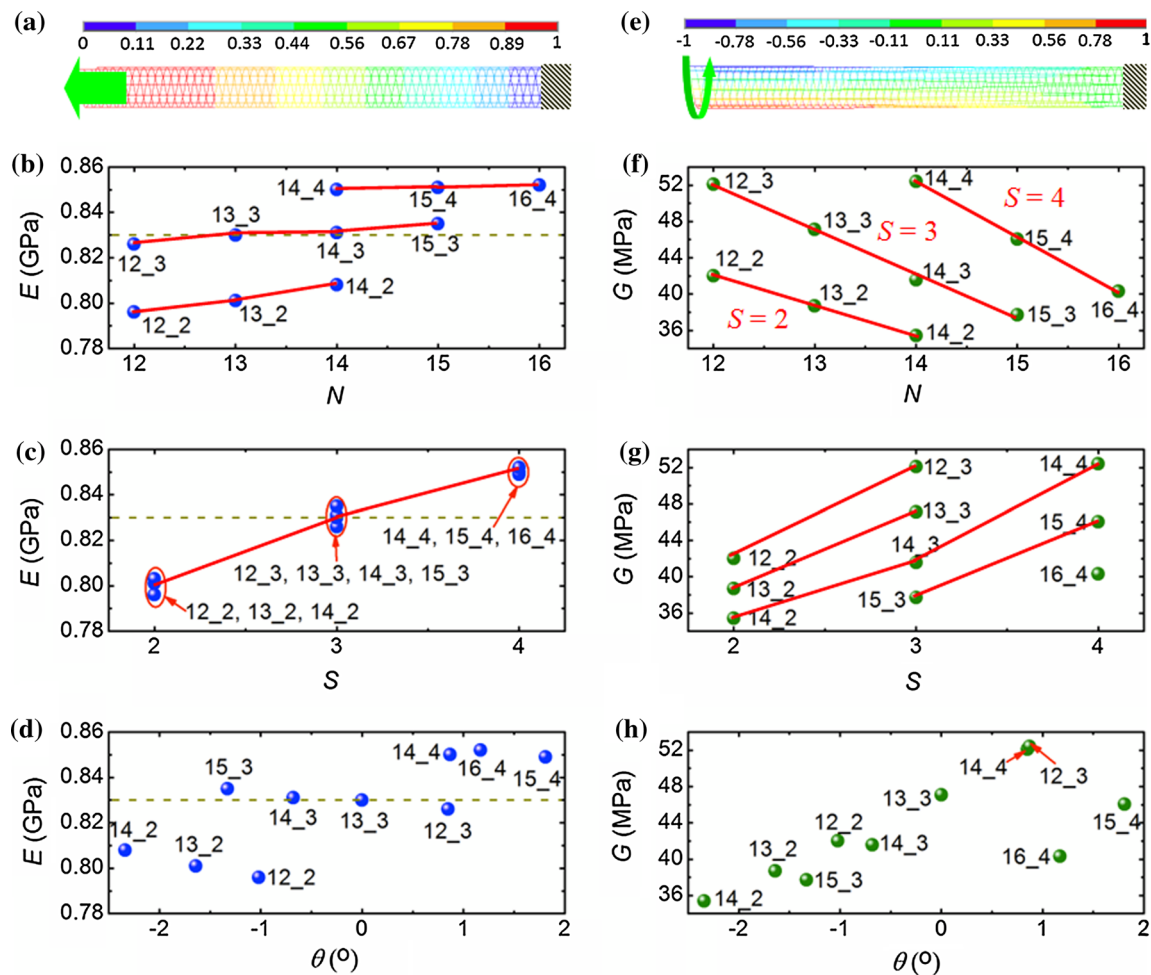 (a)
0 0.11 0.22 0.33 0.44 0.56 0.67 0.78 0.89 1
(b)
E (GPa)
0.86
0.83
0.80
0.78
14_4 15_4 16_4
13_3
12_3 14_3 15_3
14_2
12_2 13_2
12 13 14 15 16
N
(c)
E (GPa)
0.86
0.84
0.82
0.80
0.78
14_4, 15_4, 16_4
12_3, 13_3, 14_3, 15_3
12_2, 13_2, 14_2
2 3 4
S
(d)
E (GPa)
0.86
0.84
0.82
0.80
0.78
14_4 16_4 15_4
15_3
14_3 13_3 12_3
14_2 13_2
12_2
-2 -1 0 1 2
θ (°)
(e)
-1 -0.78 -0.56 -0.33 -0.11 0.11 0.33 0.56 0.78 1
(f)
G (MPa)
52
48
44
40
36
12_3 14_4
S = 4
13_3 S = 3 15_4
12_2 14_3
13_2 16_4
S = 2 15_3
14_2
12 13 14 15 16
N
(g)
G (MPa)
52
48
44
40
36
12_3 14_4
13_3 15_4
12_2 14_3
13_2 16_4
14_2 15_3
2 3 4
S
(h)
G (MPa)
52
48
44
40
36
14_4 12_3
13_3
15_4
12_2 14_3
13_2 16_4
15_3
14_2
-2 -1 0 1 2
θ (°)